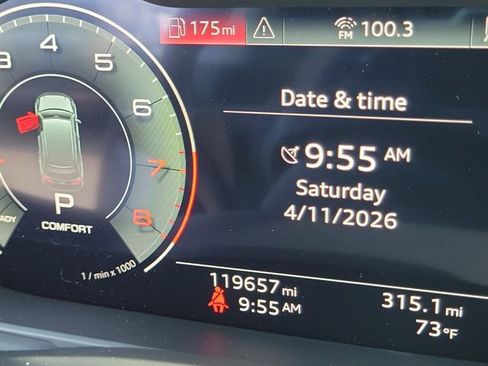 175 mi
FM 100.3
3 4 5 6 7 8
Date & time
9:55 AM
Saturday
4/11/2026
P
COMFORT
1 / min x 1000
119657 mi
9:55 AM
315.1 mi
73°F